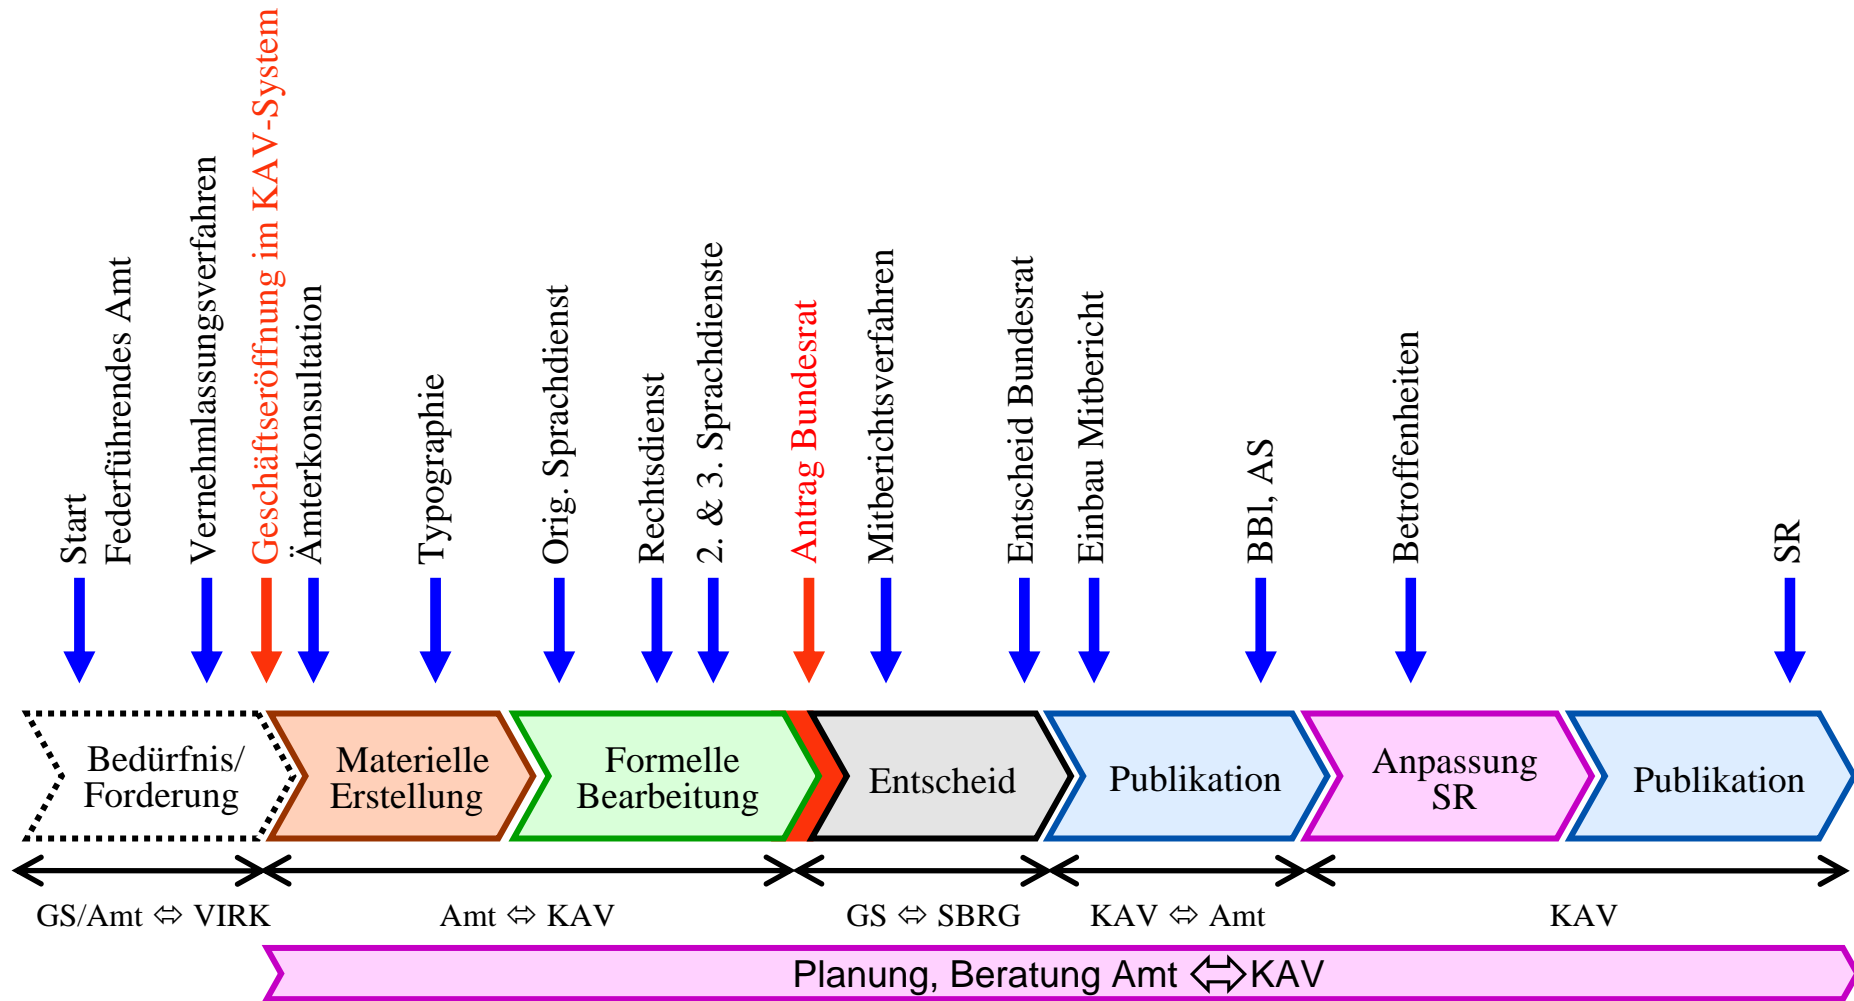 Start
Federführendes Amt
Vernehmlassungsverfahren
Geschäftseröffnung im KAV-System
Ämterkonsultation
Typographie
Orig. Sprachdienst
Rechtsdienst
2. & 3. Sprachdienste
Antrag Bundesrat
Mitberichtsverfahren
Entscheid Bundesrat
Einbau Mitbericht
BBl, AS
Betroffenheiten
SR
Bedürfnis/
Forderung
Materielle
Erstellung
Formelle
Bearbeitung
Entscheid
Publikation
Anpassung
SR
Publikation
GS/Amt ⇔ VIRK
Amt ⇔ KAV
GS ⇔ SBRG
KAV ⇔ Amt
KAV
Planung, Beratung Amt ⇔ KAV